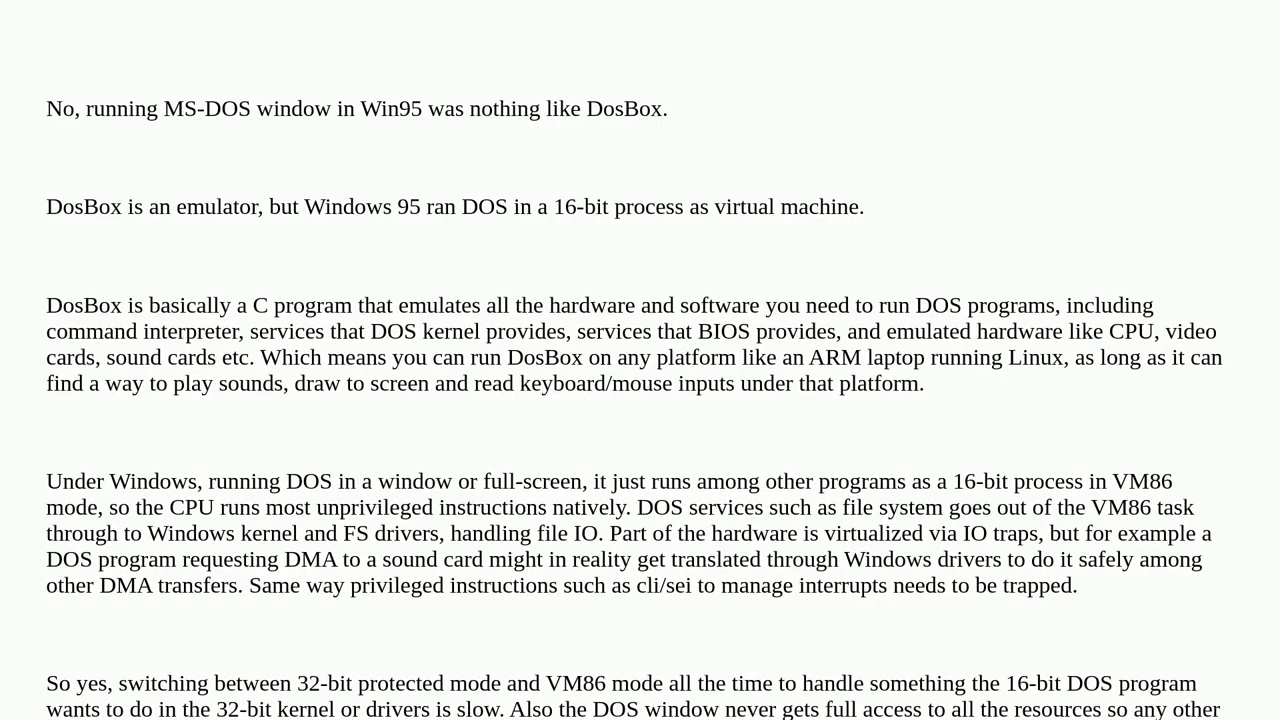 No, running MS-DOS window in Win95 was nothing like DosBox.
DosBox is an emulator, but Windows 95 ran DOS in a 16-bit process as virtual machine.
DosBox is basically a C program that emulates all the hardware and software you need to run DOS programs, including
command interpreter, services that DOS kernel provides, services that BIOS provides, and emulated hardware like CPU, video
cards, sound cards etc. Which means you can run DosBox on any platform like an ARM laptop running Linux, as long as it can
find a way to play sounds, draw to screen and read keyboard/mouse inputs under that platform.
Under Windows, running DOS in a window or full-screen, it just runs among other programs as a 16-bit process in VM86
mode, so the CPU runs most unprivileged instructions natively. DOS services such as file system goes out of the VM86 task
through to Windows kernel and FS drivers, handling file IO. Part of the hardware is virtualized via IO traps, but for example a
DOS program requesting DMA to a sound card might in reality get translated through Windows drivers to do it safely among
other DMA transfers. Same way privileged instructions such as cli/sei to manage interrupts needs to be trapped.
So yes, switching between 32-bit protected mode and VM86 mode all the time to handle something the 16-bit DOS program
wants to do in the 32-bit kernel or drivers is slow. Also the DOS window never gets full access to all the resources so any other